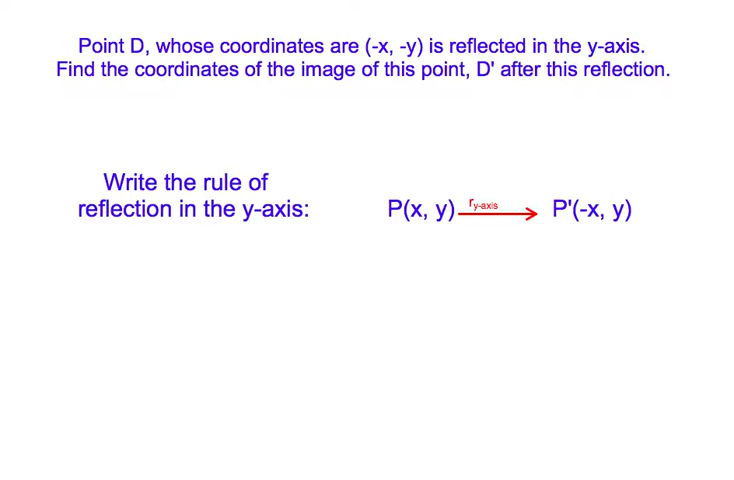 Point D, whose coordinates are (-x, -y) is reflected in the y-axis.
Find the coordinates of the image of this point, D' after this reflection.
Write the rule of
reflection in the y-axis:
P(x, y) r y-axis P'(-x, y)